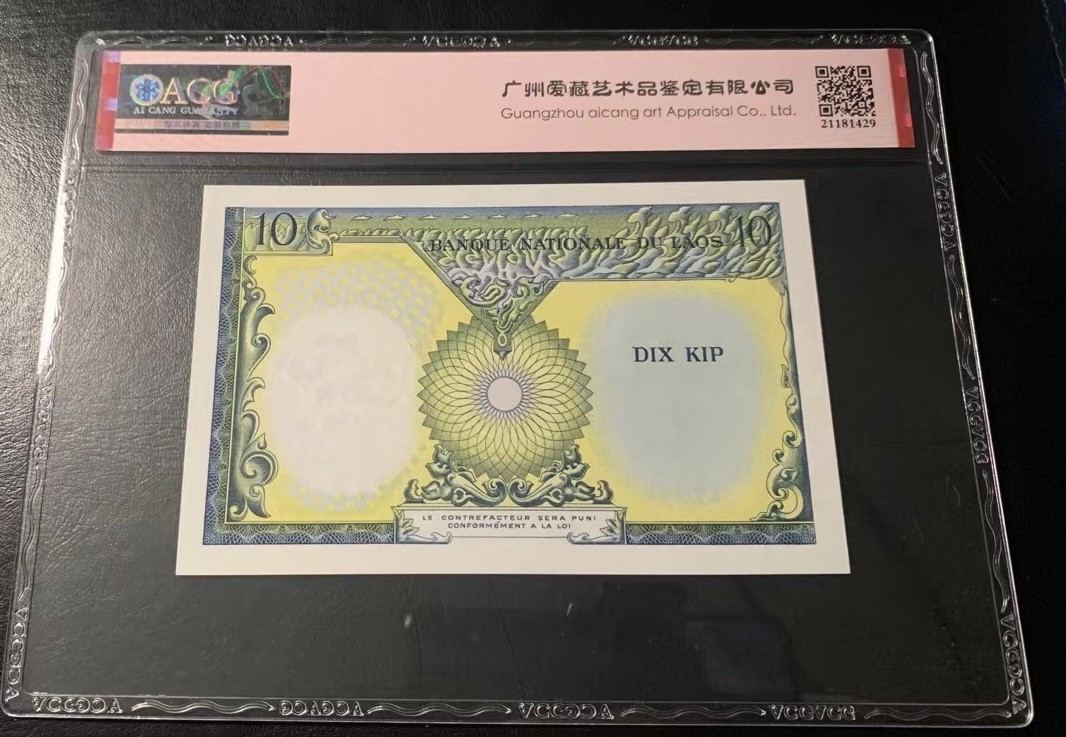 ACG
AI CANG GUARANTY
广州爱藏艺术品鉴定有限公司
Guangzhou aicang art Appraisal Co., Ltd.
21181429
10
BANQUE NATIONALE DU LAOS 10
DIX KIP
LE CONTREFACTEUR SERA PUNI
CONFORMÉMENT A LA LOI